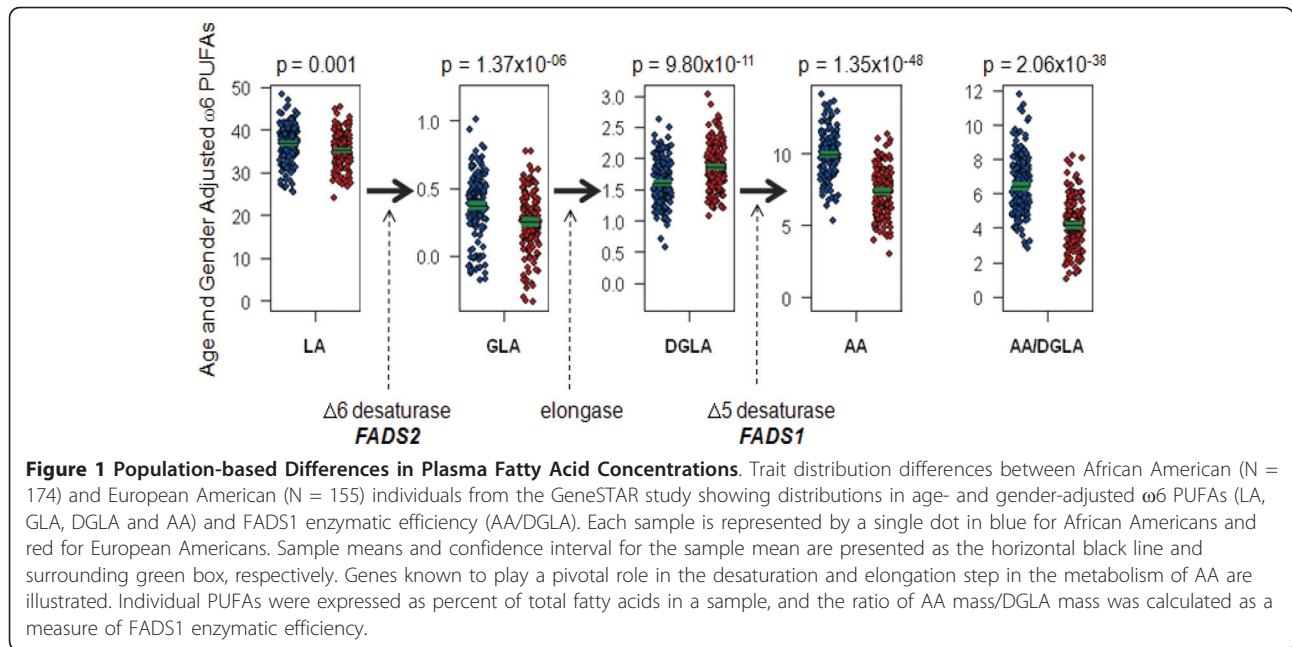 Age and Gender Adjusted ω6 PUFAs
p = 0.001
p = 1.37x10⁻⁰⁶
p = 9.80x10⁻¹¹
p = 1.35x10⁻⁴⁸
p = 2.06x10⁻³⁸
50
40
30
20
10
0
1.0
0.5
0.0
3.0
2.5
2.0
1.5
1.0
0.5
0.0
10
5
0
12
10
8
6
4
2
0
LA
GLA
DGLA
AA
AA/DGLA
Δ6 desaturase
FADS2
elongase
Δ5 desaturase
FADS1
Figure 1 Population-based Differences in Plasma Fatty Acid Concentrations. Trait distribution differences between African American (N =
174) and European American (N = 155) individuals from the GeneSTAR study showing distributions in age- and gender-adjusted ω6 PUFAs (LA,
GLA, DGLA and AA) and FADS1 enzymatic efficiency (AA/DGLA). Each sample is represented by a single dot in blue for African Americans and
red for European Americans. Sample means and confidence interval for the sample mean are presented as the horizontal black line and
surrounding green box, respectively. Genes known to play a pivotal role in the desaturation and elongation step in the metabolism of AA are
illustrated. Individual PUFAs were expressed as percent of total fatty acids in a sample, and the ratio of AA mass/DGLA mass was calculated as a
measure of FADS1 enzymatic efficiency.